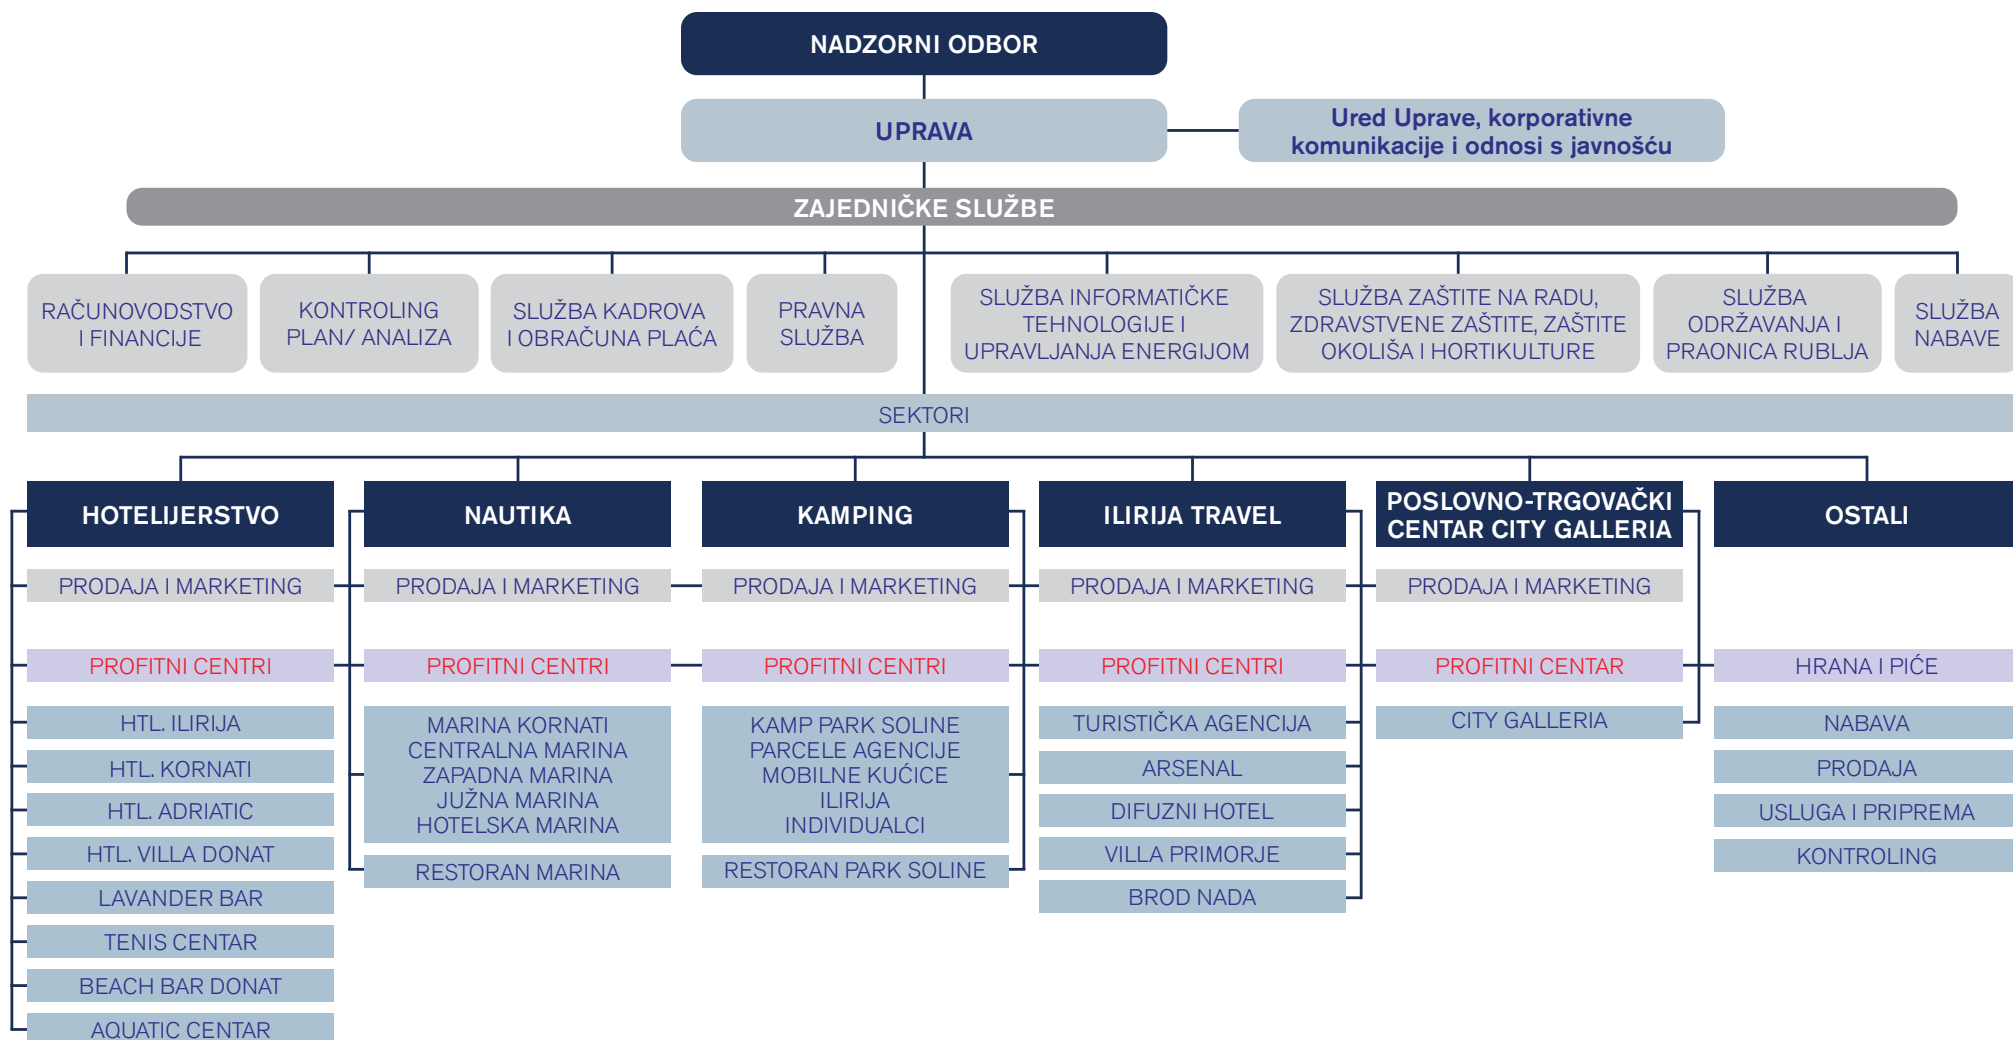 NADZORNI ODBOR
UPRAVA
Ured Uprave, korporativne
komunikacije i odnosi s javnošću
ZAJEDNIČKE SLUŽBE
RAČUNOVODSTVO
I FINANCIJE
KONTROLING
PLAN/ ANALIZA
SLUŽBA KADROVA
I OBRAČUNA PLAĆA
PRAVNA
SLUŽBA
SLUŽBA INFORMATIČKE
TEHNOLOGIJE I
UPRAVLJANJA ENERGIJOM
SLUŽBA ZAŠTITE NA RADU,
ZDRAVSTVENE ZAŠTITE, ZAŠTITE
OKOLIŠA I HORTIKULTURE
SLUŽBA
ODRŽAVANJA I
PRAONICA RUBLJA
SLUŽBA
NABAVE
SEKTORI
HOTELIJERSTVO
PRODAJA I MARKETING
PROFITNI CENTRI
HTL. ILIRIJA
HTL. KORNATI
HTL. ADRIATIC
HTL. VILLA DONAT
LAVANDER BAR
TENIS CENTAR
BEACH BAR DONAT
AQUATIC CENTAR
NAUTIKA
PRODAJA I MARKETING
PROFITNI CENTRI
MARINA KORNATI
CENTRALNA MARINA
ZAPADNA MARINA
JUŽNA MARINA
HOTELSKA MARINA
RESTORAN MARINA
KAMPING
PRODAJA I MARKETING
PROFITNI CENTRI
KAMP PARK SOLINE
PARCELE AGENCIJE
MOBILNE KUĆICE
ILIRIJA
INDIVIDUALCI
RESTORAN PARK SOLINE
ILIRIJA TRAVEL
PRODAJA I MARKETING
PROFITNI CENTRI
TURISTIČKA AGENCIJA
ARSENAL
DIFUZNI HOTEL
VILLA PRIMORJE
BROD NADA
POSLOVNO-TRGOVAČKI
CENTAR CITY GALLERIA
PRODAJA I MARKETING
PROFITNI CENTAR
CITY GALLERIA
OSTALI
HRANA I PIĆE
NABAVA
PRODAJA
USLUGA I PRIPREMA
KONTROLING